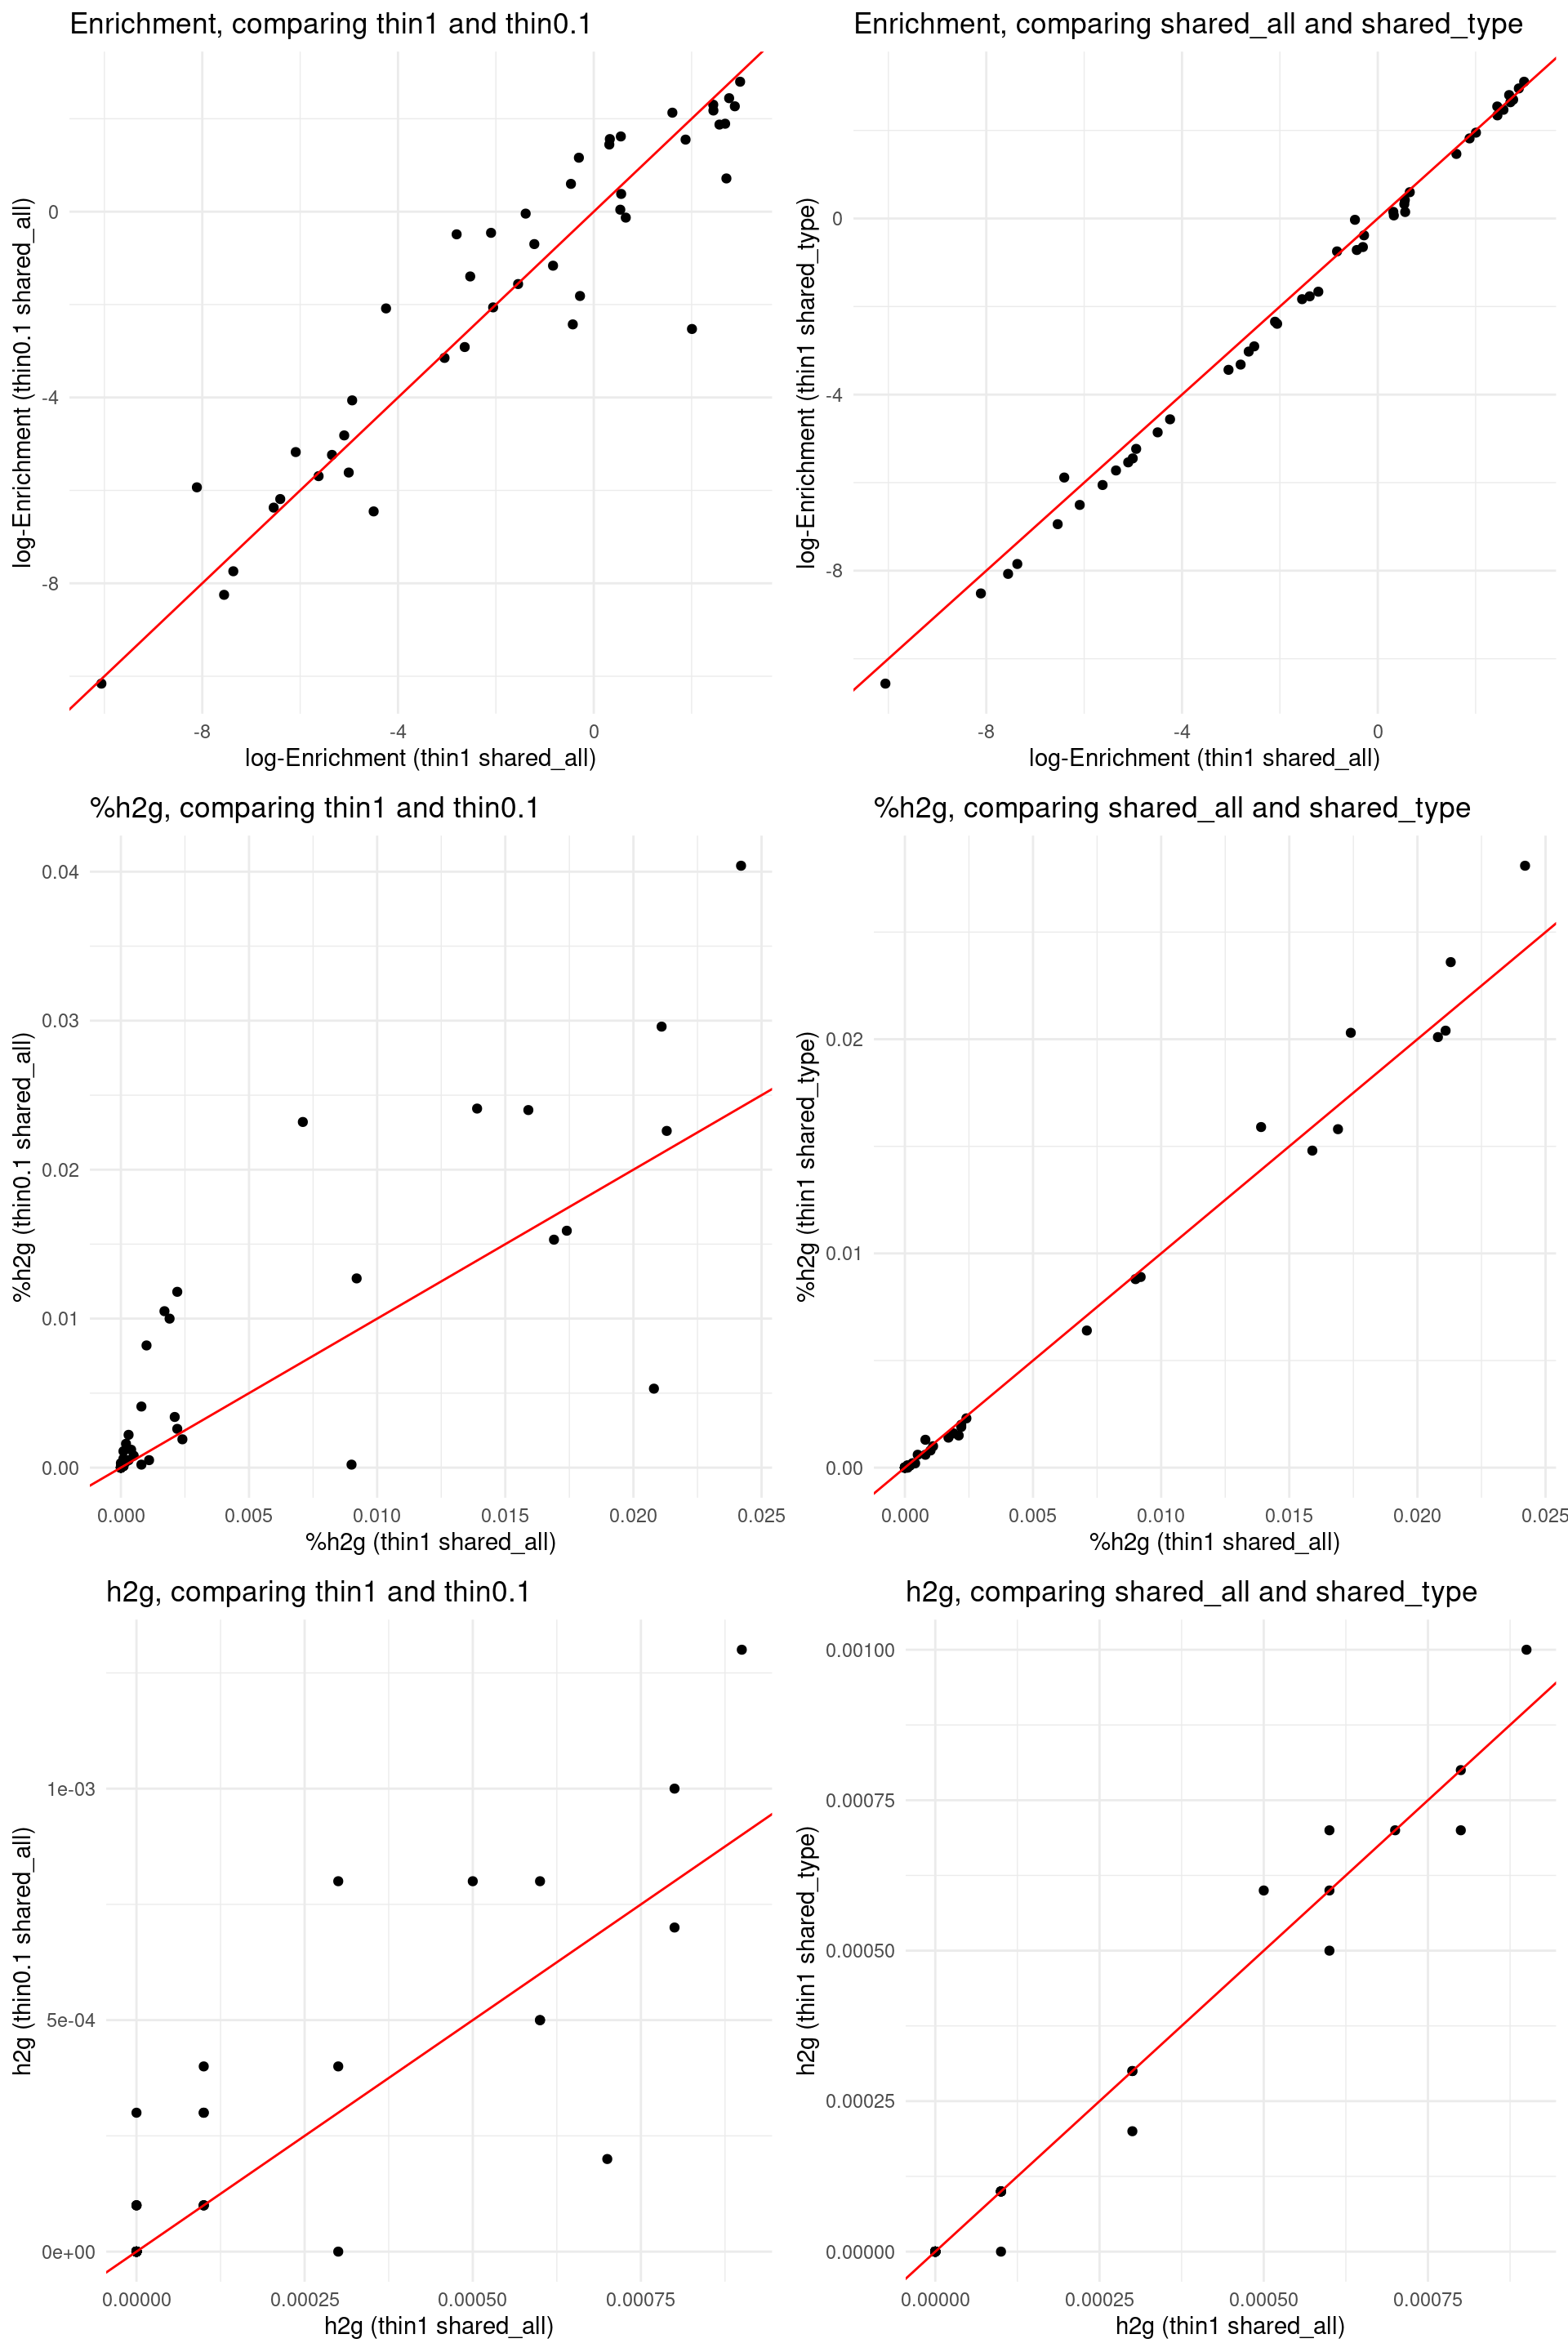 Enrichment, comparing thin1 and thin0.1
log-Enrichment (thin0.1 shared_all)
0
-4
-8
-8 -4 0
log-Enrichment (thin1 shared_all)
Enrichment, comparing shared_all and shared_type
log-Enrichment (thin1 shared_type)
0
-4
-8
-8 -4 0
log-Enrichment (thin1 shared_all)
%h2g, comparing thin1 and thin0.1
%h2g (thin0.1 shared_all)
0.04
0.03
0.02
0.01
0.00
0.000 0.005 0.010 0.015 0.020 0.025
%h2g (thin1 shared_all)
%h2g, comparing shared_all and shared_type
%h2g (thin1 shared_type)
0.02
0.01
0.00
0.000 0.005 0.010 0.015 0.020 0.025
%h2g (thin1 shared_all)
h2g, comparing thin1 and thin0.1
h2g (thin0.1 shared_all)
1e-03
5e-04
0e+00
0.00000 0.00025 0.00050 0.00075
h2g (thin1 shared_all)
h2g, comparing shared_all and shared_type
h2g (thin1 shared_type)
0.00100
0.00075
0.00050
0.00025
0.00000
0.00000 0.00025 0.00050 0.00075
h2g (thin1 shared_all)